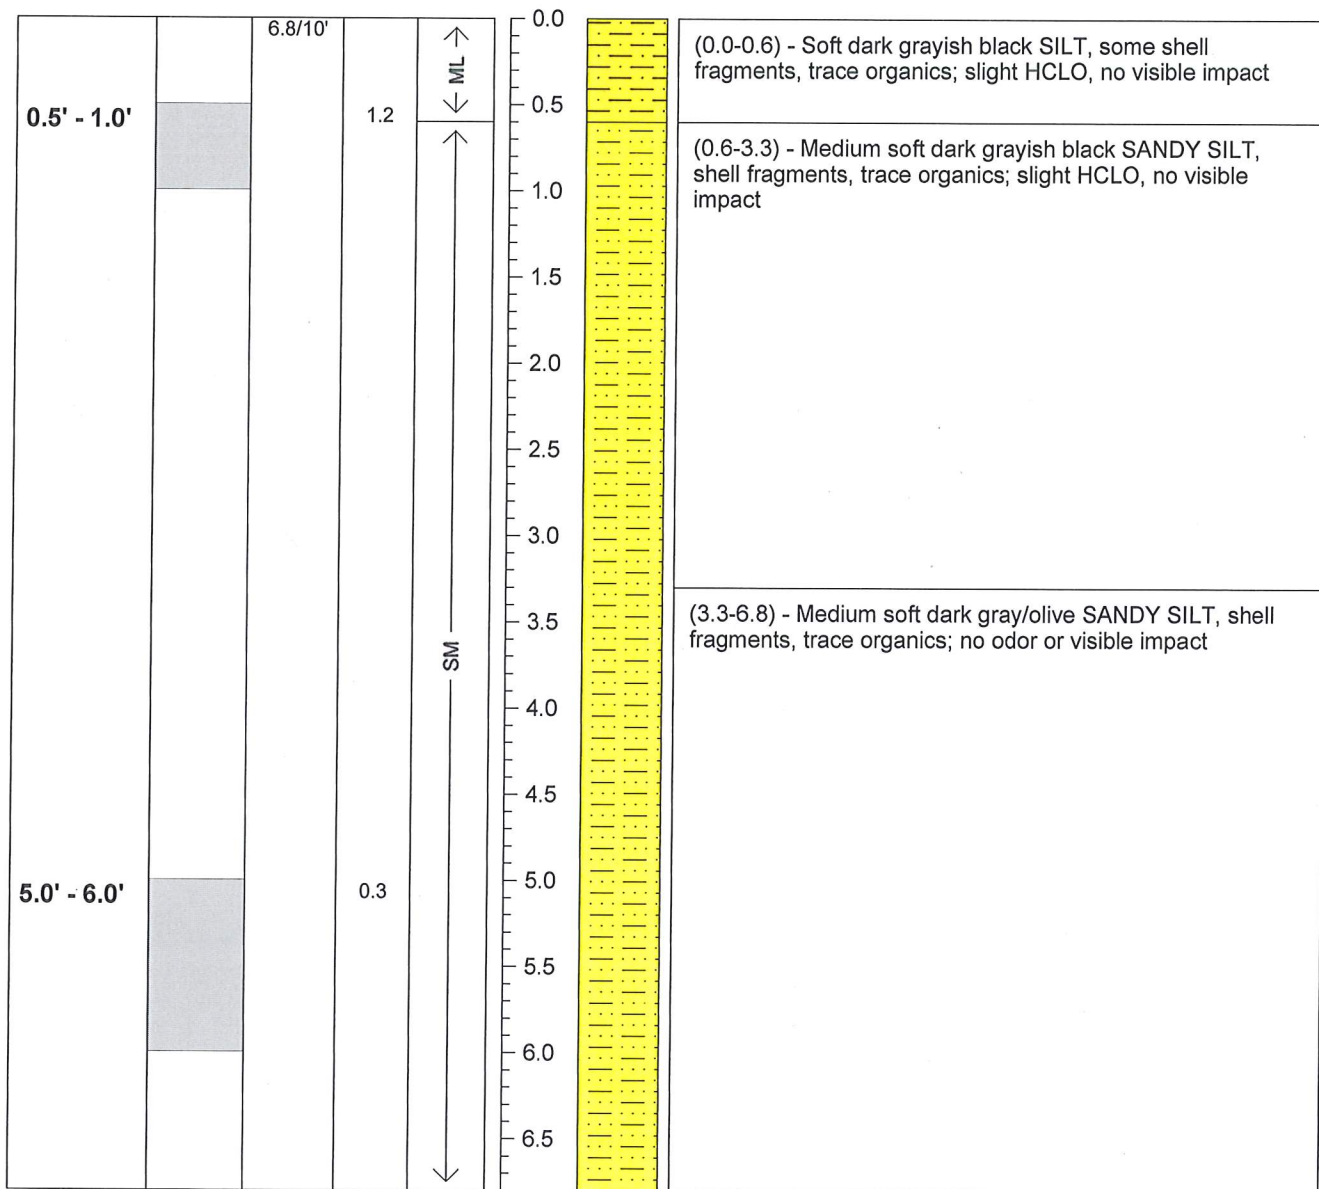 6.8/10'
0.5' - 1.0'
1.2
ML
SM
0.0
0.5
1.0
1.5
2.0
2.5
3.0
3.5
4.0
4.5
5.0
5.5
6.0
6.5
(0.0-0.6) - Soft dark grayish black SILT, some shell
fragments, trace organics; slight HCLO, no visible impact
(0.6-3.3) - Medium soft dark grayish black SANDY SILT,
shell fragments, trace organics; slight HCLO, no visible
impact
(3.3-6.8) - Medium soft dark gray/olive SANDY SILT, shell
fragments, trace organics; no odor or visible impact
5.0' - 6.0'
0.3